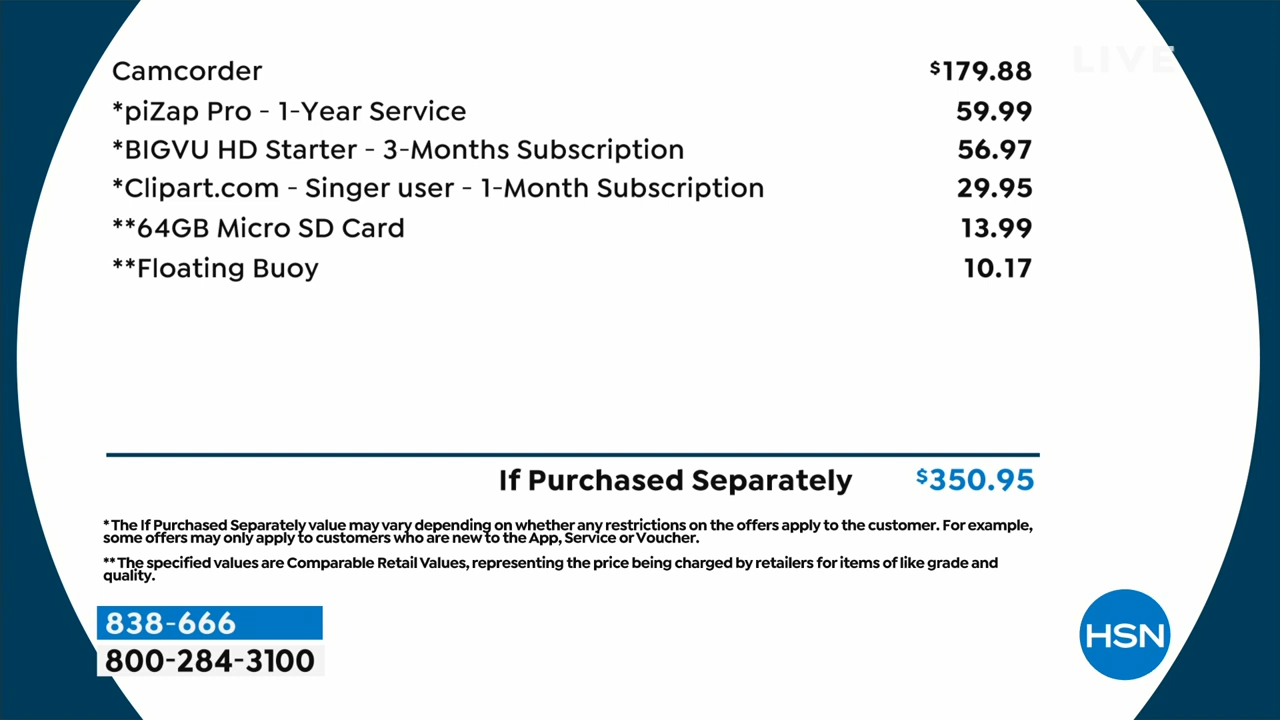 LIVE
Camcorder $179.88
*piZap Pro - 1-Year Service 59.99
*BIGVU HD Starter - 3-Months Subscription 56.97
*Clipart.com - Singer user - 1-Month Subscription 29.95
**64GB Micro SD Card 13.99
**Floating Buoy 10.17
If Purchased Separately $350.95
* The If Purchased Separately value may vary depending on whether any restrictions on the offers apply to the customer. For example,
some offers may only apply to customers who are new to the App, Service or Voucher.
** The specified values are Comparable Retail Values, representing the price being charged by retailers for items of like grade and
quality.
838-666
800-284-3100
HSN